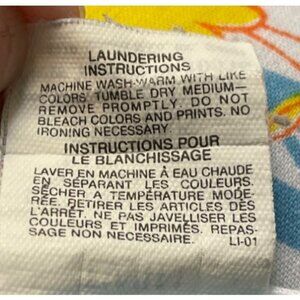 LAUNDERING
INSTRUCTIONS
MACHINE WASH-WARM WITH LIKE
COLORS, TUMBLE DRY MEDIUM—
REMOVE PROMPTLY. DO NOT
BLEACH COLORS AND PRINTS. NO
IRONING NECESSARY.
INSTRUCTIONS POUR
LE BLANCHISSAGE
LAVER EN MACHINE À EAU CHAUDE
EN SÉPARANT LES COULEURS.
SÉCHER A TEMPÉRATURE MODÉ-
RÉE. RETIRER LES ARTICLES DÈS
L'ARRÊT. NE PAS JAVELLISER LES
COULEURS ET IMPRIMÉS. REPAS-
SAGE NON NECESSAIRE. LI-01